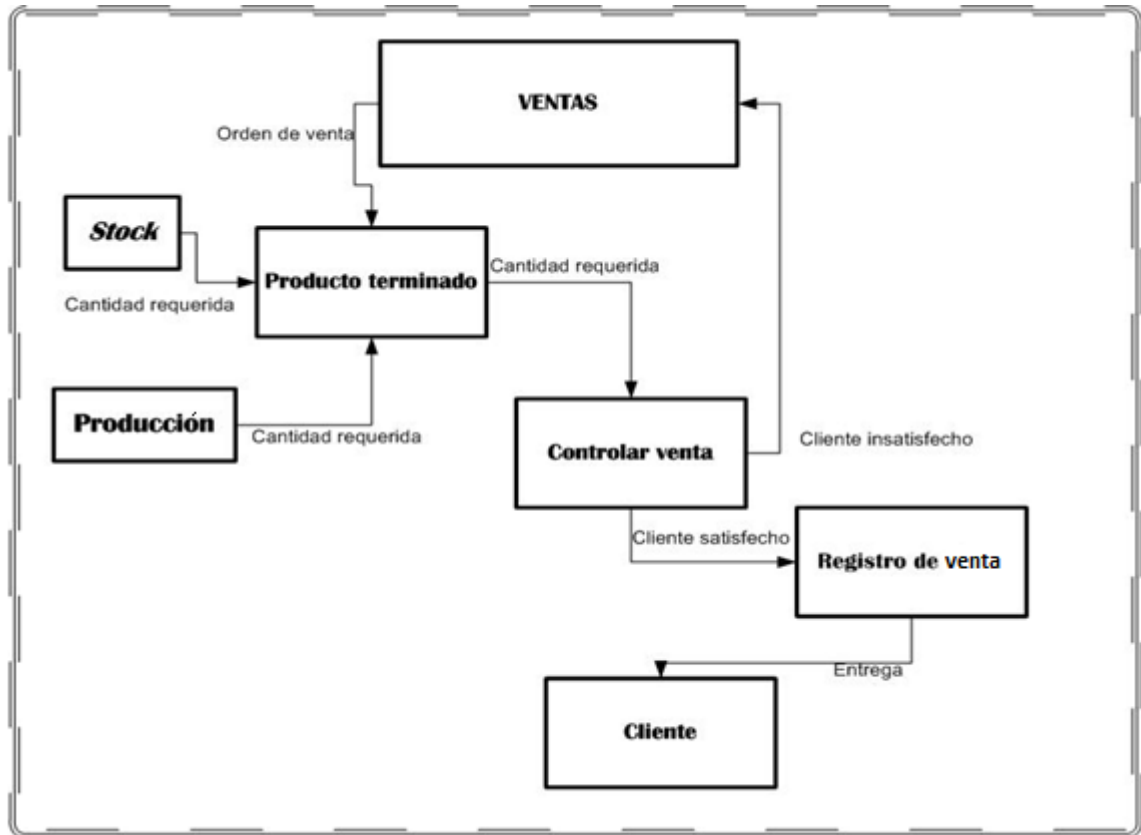 VENTAS
Orden de venta
Stock
Producto terminado
Cantidad requerida
Cantidad requerida
Producción
Cantidad requerida
Controlar venta
Cliente insatisfecho
Cliente satisfecho
Registro de venta
Entrega
Cliente